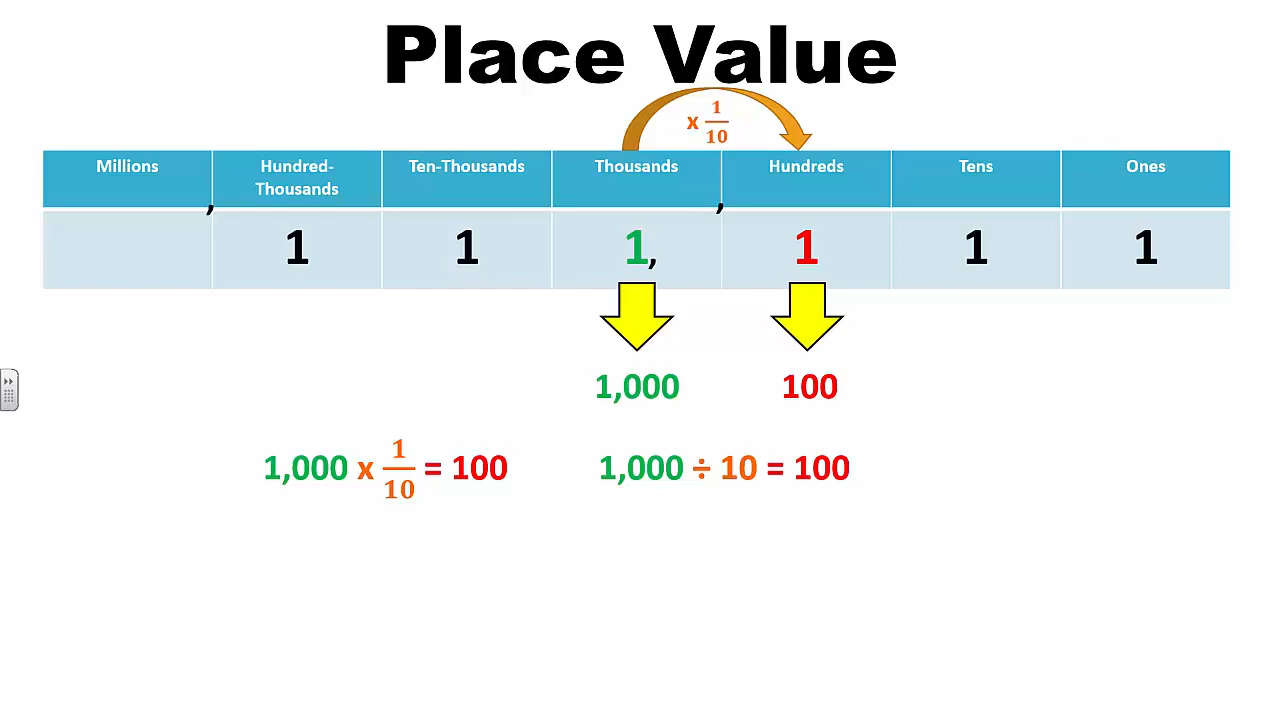 Place Value
x 1/10
Millions Hundred-Thousands Ten-Thousands Thousands Hundreds Tens Ones
, ,
1 1 1, 1 1 1
1,000 100
1,000 x 1/10 = 100 1,000 ÷ 10 = 100